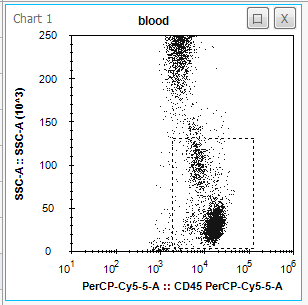 Chart 1
X
blood
SSC-A :: SSC-A (10^3)
250
200
150
100
50
0
10^1
10^2
10^3
10^4
10^5
10^6
PerCP-Cy5-5-A :: CD45 PerCP-Cy5-5-A